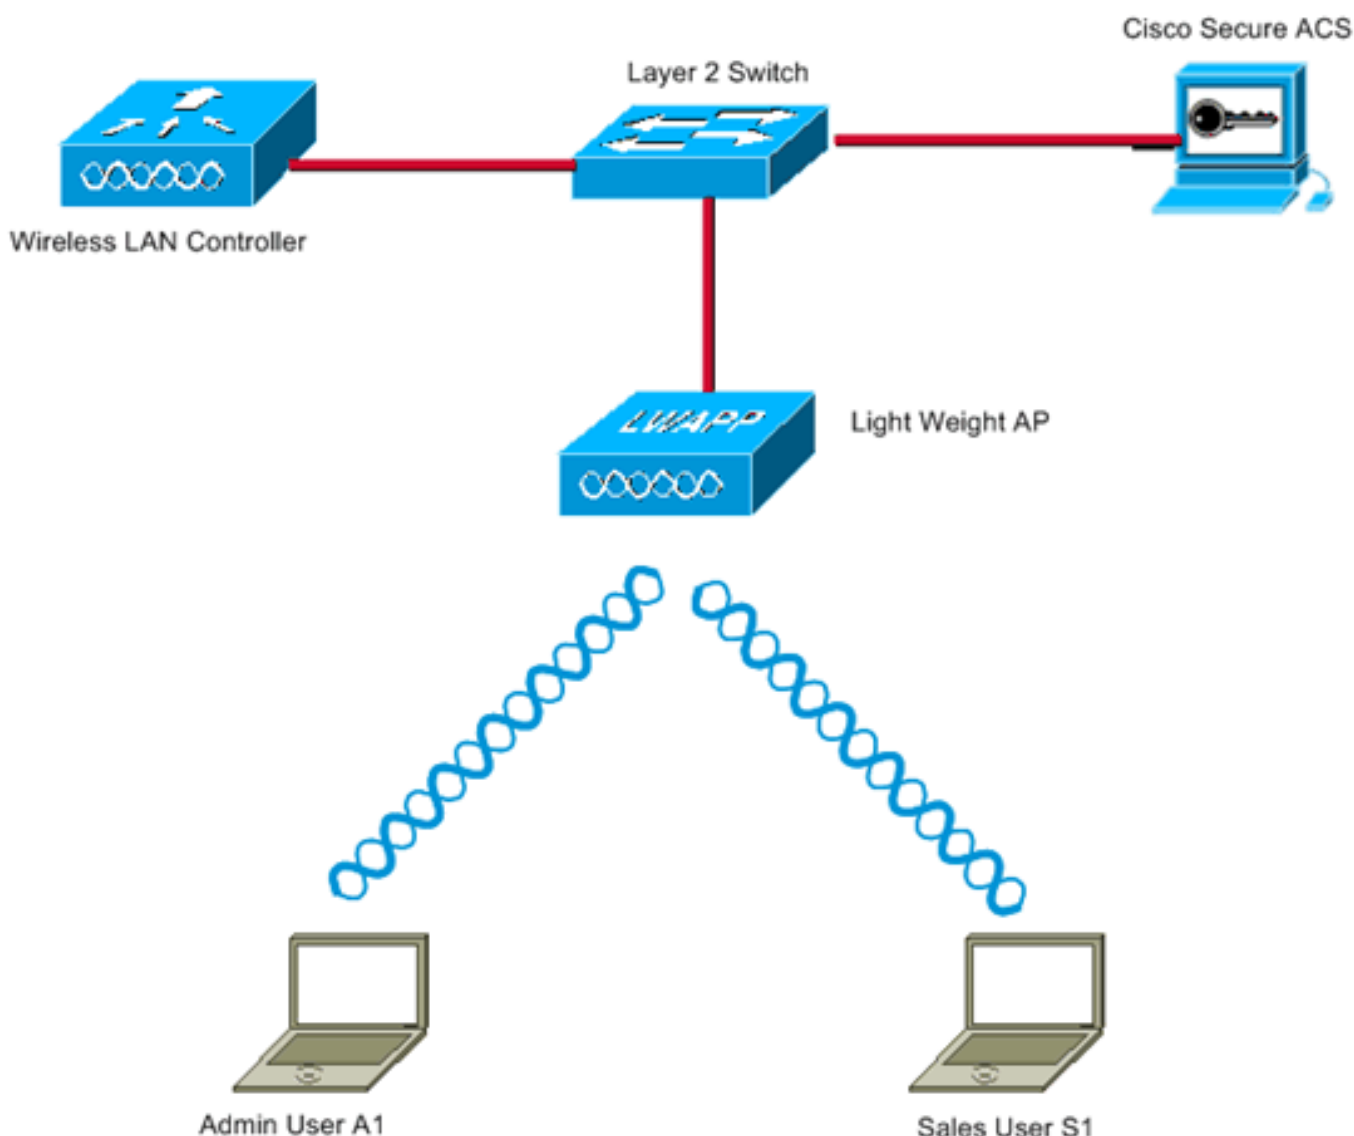 Cisco Secure ACS
Layer 2 Switch
Wireless LAN Controller
LWAPP
Light Weight AP
Admin User A1
Sales User S1